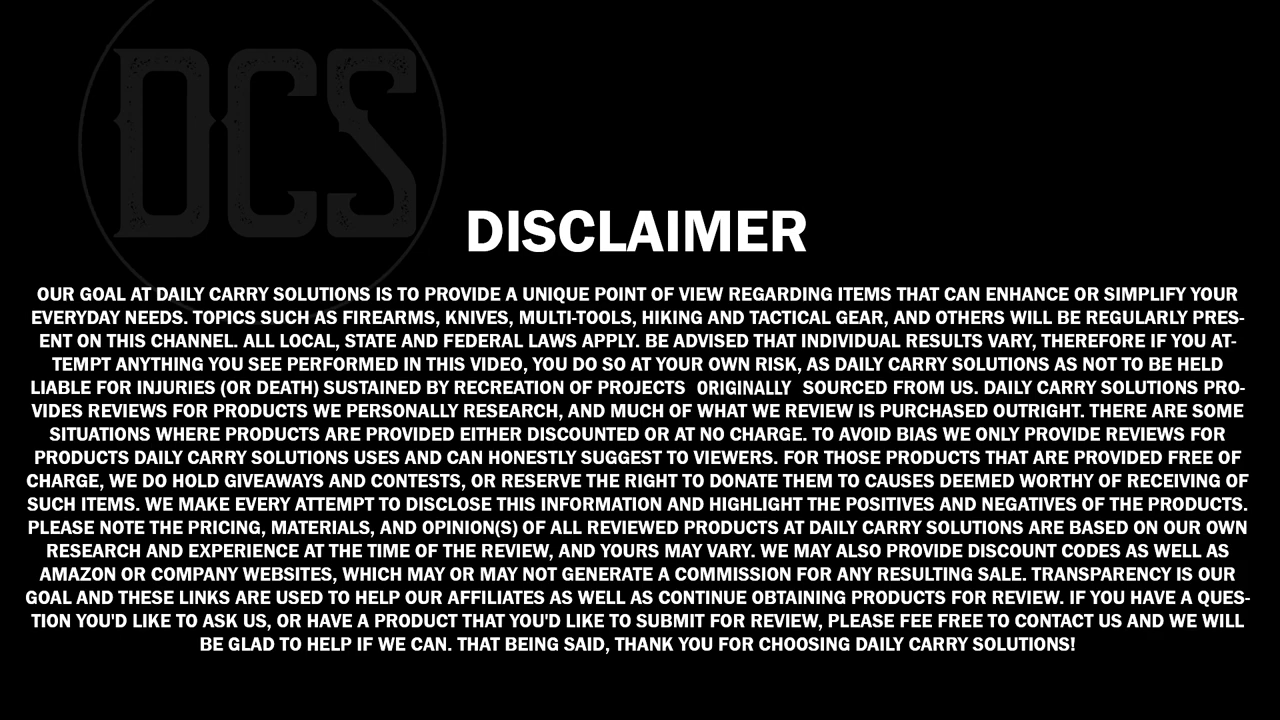 DCS
DISCLAIMER
OUR GOAL AT DAILY CARRY SOLUTIONS IS TO PROVIDE A UNIQUE POINT OF VIEW REGARDING ITEMS THAT CAN ENHANCE OR SIMPLIFY YOUR
EVERYDAY NEEDS. TOPICS SUCH AS FIREARMS, KNIVES, MULTI-TOOLS, HIKING AND TACTICAL GEAR, AND OTHERS WILL BE REGULARLY PRES-
ENT ON THIS CHANNEL. ALL LOCAL, STATE AND FEDERAL LAWS APPLY. BE ADVISED THAT INDIVIDUAL RESULTS VARY, THEREFORE IF YOU AT-
TEMPT ANYTHING YOU SEE PERFORMED IN THIS VIDEO, YOU DO SO AT YOUR OWN RISK, AS DAILY CARRY SOLUTIONS AS NOT TO BE HELD
LIABLE FOR INJURIES (OR DEATH) SUSTAINED BY RECREATION OF PROJECTS ORIGINALLY SOURCED FROM US. DAILY CARRY SOLUTIONS PRO-
VIDES REVIEWS FOR PRODUCTS WE PERSONALLY RESEARCH, AND MUCH OF WHAT WE REVIEW IS PURCHASED OUTRIGHT. THERE ARE SOME
SITUATIONS WHERE PRODUCTS ARE PROVIDED EITHER DISCOUNTED OR AT NO CHARGE. TO AVOID BIAS WE ONLY PROVIDE REVIEWS FOR
PRODUCTS DAILY CARRY SOLUTIONS USES AND CAN HONESTLY SUGGEST TO VIEWERS. FOR THOSE PRODUCTS THAT ARE PROVIDED FREE OF
CHARGE, WE DO HOLD GIVEAWAYS AND CONTESTS, OR RESERVE THE RIGHT TO DONATE THEM TO CAUSES DEEMED WORTHY OF RECEIVING OF
SUCH ITEMS. WE MAKE EVERY ATTEMPT TO DISCLOSE THIS INFORMATION AND HIGHLIGHT THE POSITIVES AND NEGATIVES OF THE PRODUCTS.
PLEASE NOTE THE PRICING, MATERIALS, AND OPINION(S) OF ALL REVIEWED PRODUCTS AT DAILY CARRY SOLUTIONS ARE BASED ON OUR OWN
RESEARCH AND EXPERIENCE AT THE TIME OF THE REVIEW, AND YOURS MAY VARY. WE MAY ALSO PROVIDE DISCOUNT CODES AS WELL AS
AMAZON OR COMPANY WEBSITES, WHICH MAY OR MAY NOT GENERATE A COMMISSION FOR ANY RESULTING SALE. TRANSPARENCY IS OUR
GOAL AND THESE LINKS ARE USED TO HELP OUR AFFILIATES AS WELL AS CONTINUE OBTAINING PRODUCTS FOR REVIEW. IF YOU HAVE A QUES-
TION YOU'D LIKE TO ASK US, OR HAVE A PRODUCT THAT YOU'D LIKE TO SUBMIT FOR REVIEW, PLEASE FEE FREE TO CONTACT US AND WE WILL
BE GLAD TO HELP IF WE CAN. THAT BEING SAID, THANK YOU FOR CHOOSING DAILY CARRY SOLUTIONS!